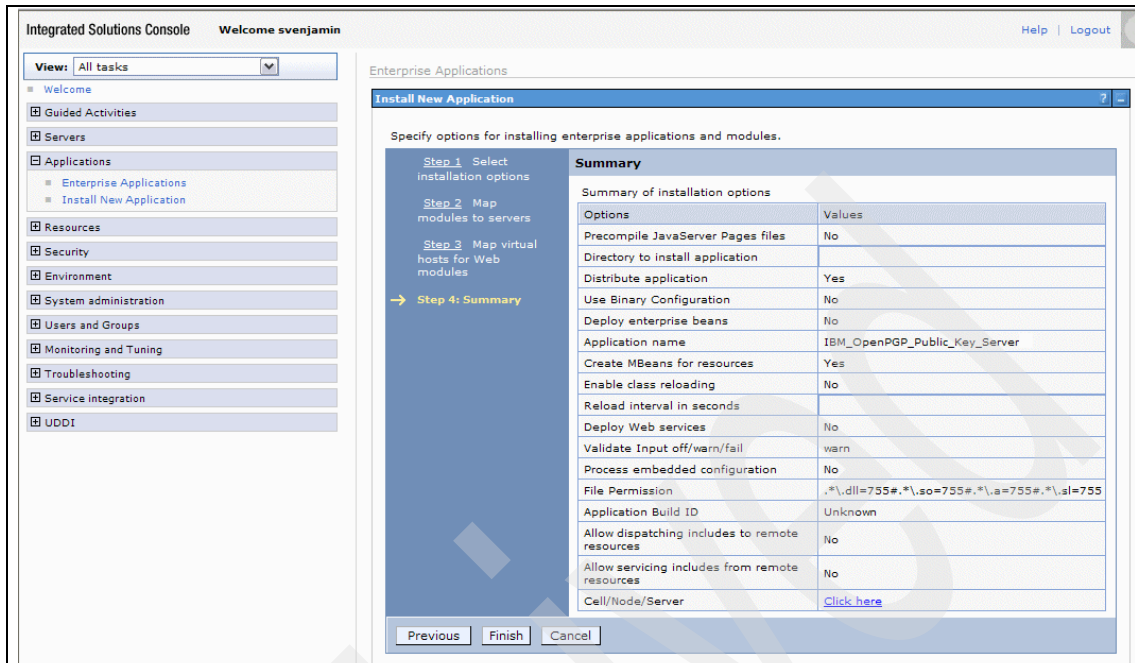 Integrated Solutions Console Welcome svenjamin Help | Logout
View: All tasks
Welcome
Guided Activities
Servers
Applications
Enterprise Applications
Install New Application
Resources
Security
Environment
System administration
Users and Groups
Monitoring and Tuning
Troubleshooting
Service integration
UDDI
Enterprise Applications
Install New Application ? -
Specify options for installing enterprise applications and modules.
Step 1 Select
installation options
Step 2 Map
modules to servers
Step 3 Map virtual
hosts for Web
modules
Step 4: Summary
Summary
Summary of installation options
Options Values
Precompile JavaServer Pages files No
Directory to install application
Distribute application Yes
Use Binary Configuration No
Deploy enterprise beans No
Application name IBM_OpenPGP_Public_Key_Server
Create MBeans for resources Yes
Enable class reloading No
Reload interval in seconds
Deploy Web services No
Validate Input off/warn/fail warn
Process embedded configuration No
File Permission .*\.dll=755#.*\.so=755#.*\.a=755#.*\.sl=755
Application Build ID Unknown
Allow dispatching includes to remote
resources No
Allow servicing includes from remote
resources No
Cell/Node/Server Click here
Previous Finish Cancel